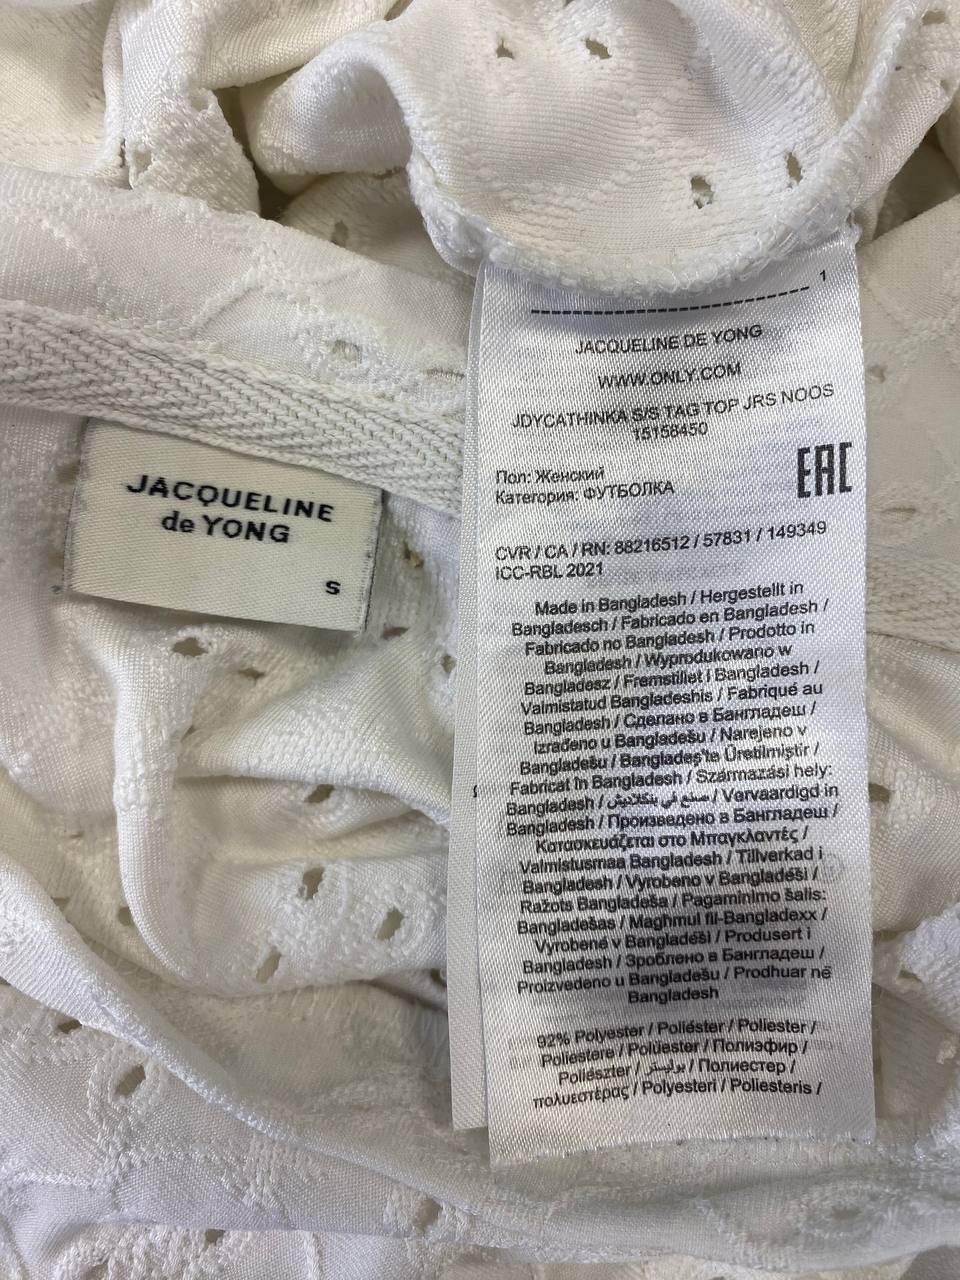 JACQUELINE
de YONG
S
1
JACQUELINE DE YONG
WWW.ONLY.COM
JDYCATHINKA S/S TAG TOP JRS NOOS
15158450
Пол: Женский
Категория: ФУТБОЛКА
EAC
CVR / CA / RN: 88216512 / 57831 / 149349
ICC-RBL 2021
Made in Bangladesh / Hergestellt in
Bangladesch / Fabricado en Bangladesh /
Fabricado no Bangladesh / Prodotto in
Bangladesh / Wyprodukowano w
Bangladesz / Fremstillet i Bangladesh /
Valmistatud Bangladeshis / Fabriqué au
Bangladesh / Сделано в Бангладеш /
Izrađeno u Bangladešu / Narejeno v
Bangladešu / Bangladeş'te Üretilmiştir /
Fabricat în Bangladesh / Származási hely:
Bangladesh / صنع في بنكلاديش / Vervaardigd in
Bangladesh / Произведено в Бангладеш /
Κατασκευάζεται στο Μπαγκλαντές /
Valmistusmaa Bangladesh / Tillverkad i
Bangladesh / Vyrobeno v Bangladéši /
Ražots Bangladeša / Pagaminimo šalis:
Bangladešas / Magħmul fil-Bangladexx /
Vyrobené v Bangladéši / Produsert i
Bangladesh / Зроблено в Бангладеш /
Proizvedeno u Bangladešu / Prodhuar në
Bangladesh
92% Polyester / Poliéster / Poliester /
Poliestere / Polüester / Полиэфир /
Poliészter / بوليستر / Полиестер /
πολυεστέρας / Polyesteri / Poliesteris /